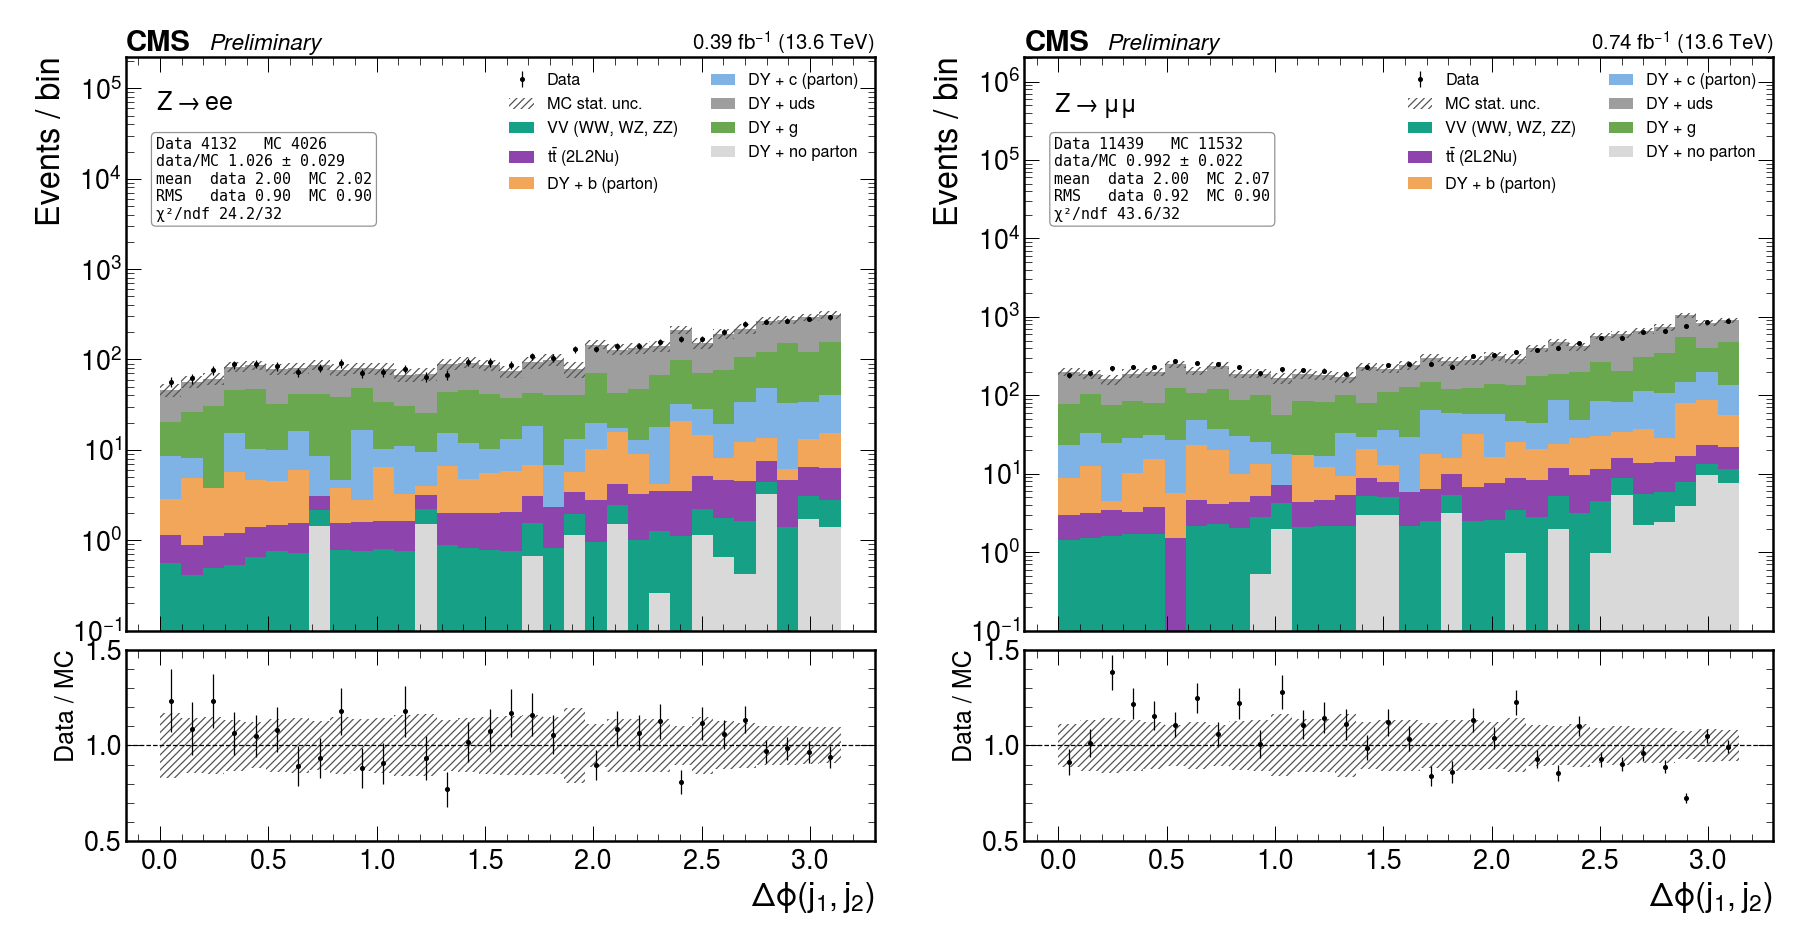 CMS Preliminary 0.39 fb⁻¹ (13.6 TeV)
Events / bin
10⁵
10⁴
10³
10²
10¹
10⁰
10⁻¹
Z → ee
Data 4132 MC 4026
data/MC 1.026 ± 0.029
mean data 2.00 MC 2.02
RMS data 0.90 MC 0.90
χ²/ndf 24.2/32
Data
MC stat. unc.
VV (WW, WZ, ZZ)
tt̄ (2L2Nu)
DY + b (parton)
DY + c (parton)
DY + uds
DY + g
DY + no parton
Data / MC
1.5
1.0
0.5
0.0 0.5 1.0 1.5 2.0 2.5 3.0
Δϕ(j₁, j₂)
CMS Preliminary 0.74 fb⁻¹ (13.6 TeV)
Events / bin
10⁶
10⁵
10⁴
10³
10²
10¹
10⁰
10⁻¹
Z → μμ
Data 11439 MC 11532
data/MC 0.992 ± 0.022
mean data 2.00 MC 2.07
RMS data 0.92 MC 0.90
χ²/ndf 43.6/32
Data
MC stat. unc.
VV (WW, WZ, ZZ)
tt̄ (2L2Nu)
DY + b (parton)
DY + c (parton)
DY + uds
DY + g
DY + no parton
Data / MC
1.5
1.0
0.5
0.0 0.5 1.0 1.5 2.0 2.5 3.0
Δϕ(j₁, j₂)